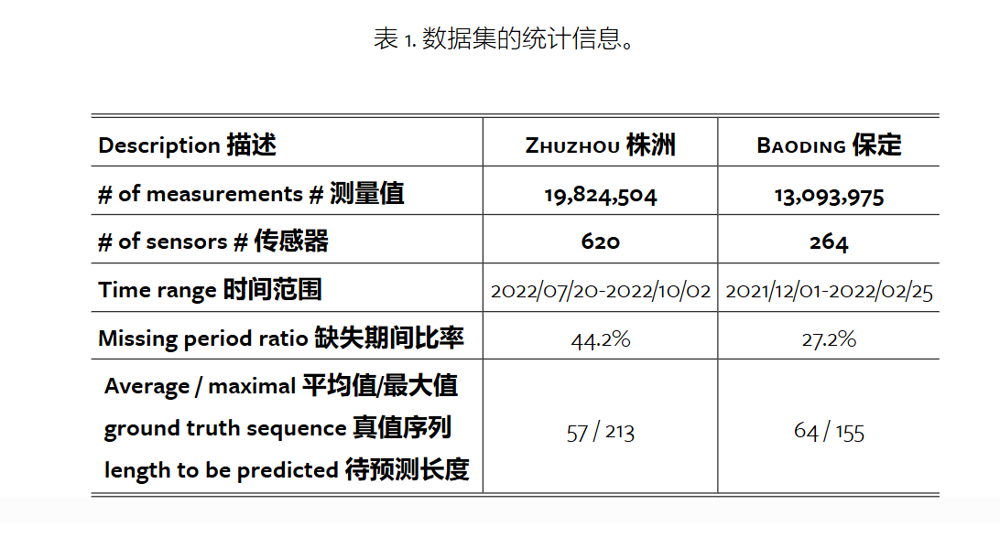 表 1. 数据集的统计信息。
Description 描述 Zhuzhou 株洲 Baoding 保定
# of measurements # 测量值 19,824,504 13,093,975
# of sensors # 传感器 620 264
Time range 时间范围 2022/07/20-2022/10/02 2021/12/01-2022/02/25
Missing period ratio 缺失期间比率 44.2% 27.2%
Average / maximal 平均值/最大值
ground truth sequence 真值序列 57 / 213 64 / 155
length to be predicted 待预测长度